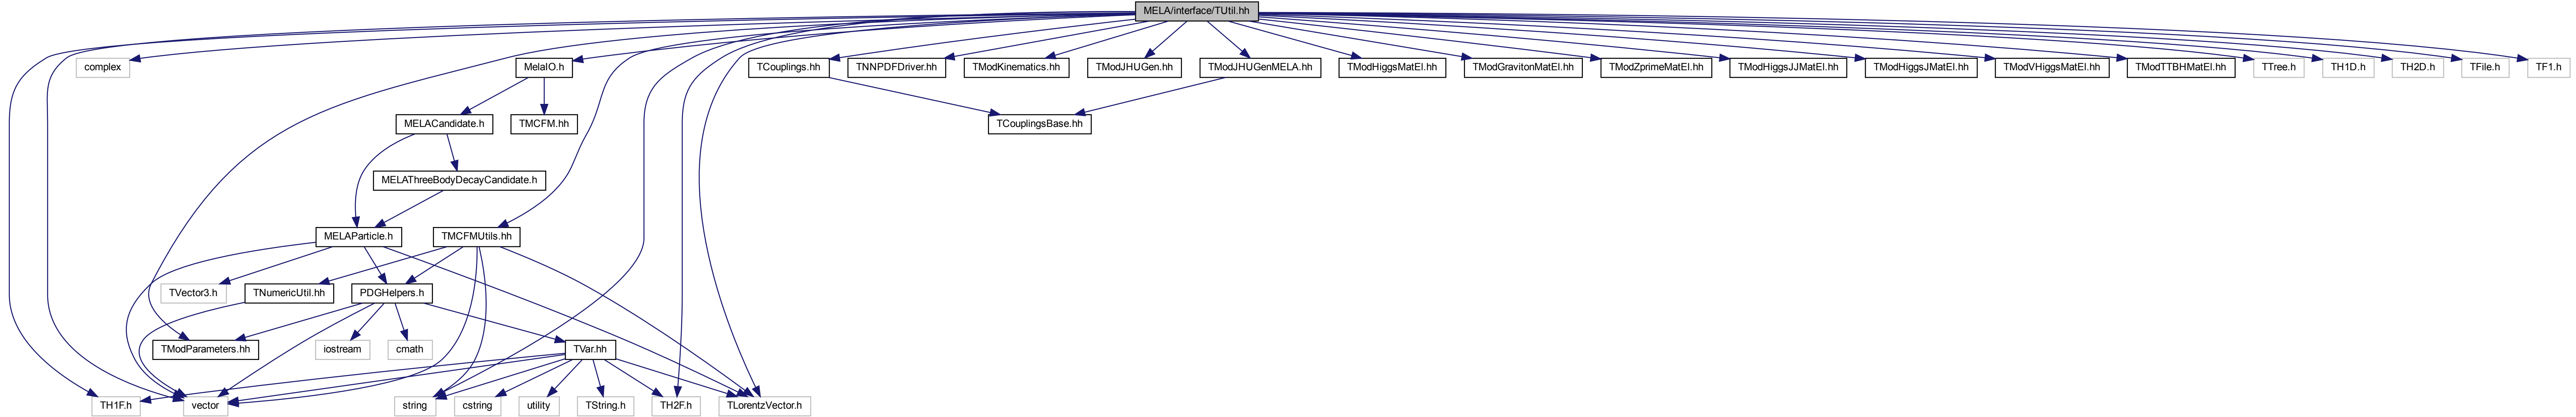 MELA/interface/TUtil.hh
complex
MelaIO.h
TCouplings.hh
TNNPDFDriver.hh
TModKinematics.hh
TModJHUGen.hh
TModJHUGenMELA.hh
TModHiggsMatEl.hh
TModGravitonMatEl.hh
TModZprimeMatEl.hh
TModHiggsJJMatEl.hh
TModHiggsJMatEl.hh
TModVHiggsMatEl.hh
TModTTBHMatEl.hh
TTree.h
TH1D.h
TH2D.h
TFile.h
TF1.h
MELACandidate.h
TMCFM.hh
TCouplingsBase.hh
MELAThreeBodyDecayCandidate.h
MELAParticle.h
TMCFMUtils.hh
TVector3.h
TNumericUtil.hh
PDGHelpers.h
TModParameters.hh
iostream
cmath
TVar.hh
TH1F.h
vector
string
cstring
utility
TString.h
TH2F.h
TLorentzVector.h